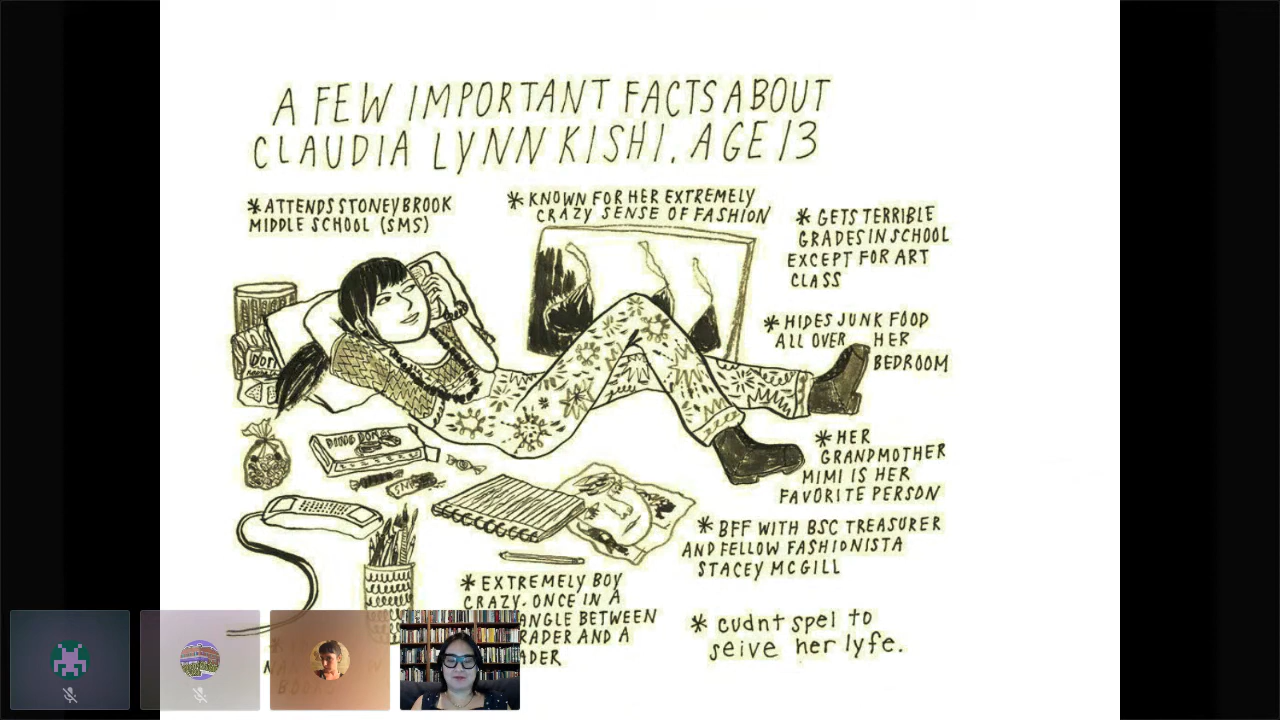 A FEW IMPORTANT FACTS ABOUT
CLAUDIA LYNN KISHI, AGE 13
* ATTENDS STONEYBROOK
MIDDLE SCHOOL (SMS)
* KNOWN FOR HER EXTREMELY
CRAZY SENSE OF FASHION
* GETS TERRIBLE
GRADES IN SCHOOL
EXCEPT FOR ART
CLASS
* HIDES JUNK FOOD
ALL OVER HER
BEDROOM
DING DONGS
* HER
GRANDMOTHER
MIMI IS HER
FAVORITE PERSON
* BFF WITH BSC TREASURER
AND FELLOW FASHIONISTA
STACEY MCGILL
* EXTREMELY BOY
CRAZY. ONCE IN A
BETWEEN
AND A
* cudnt spel to
seive her lyfe.